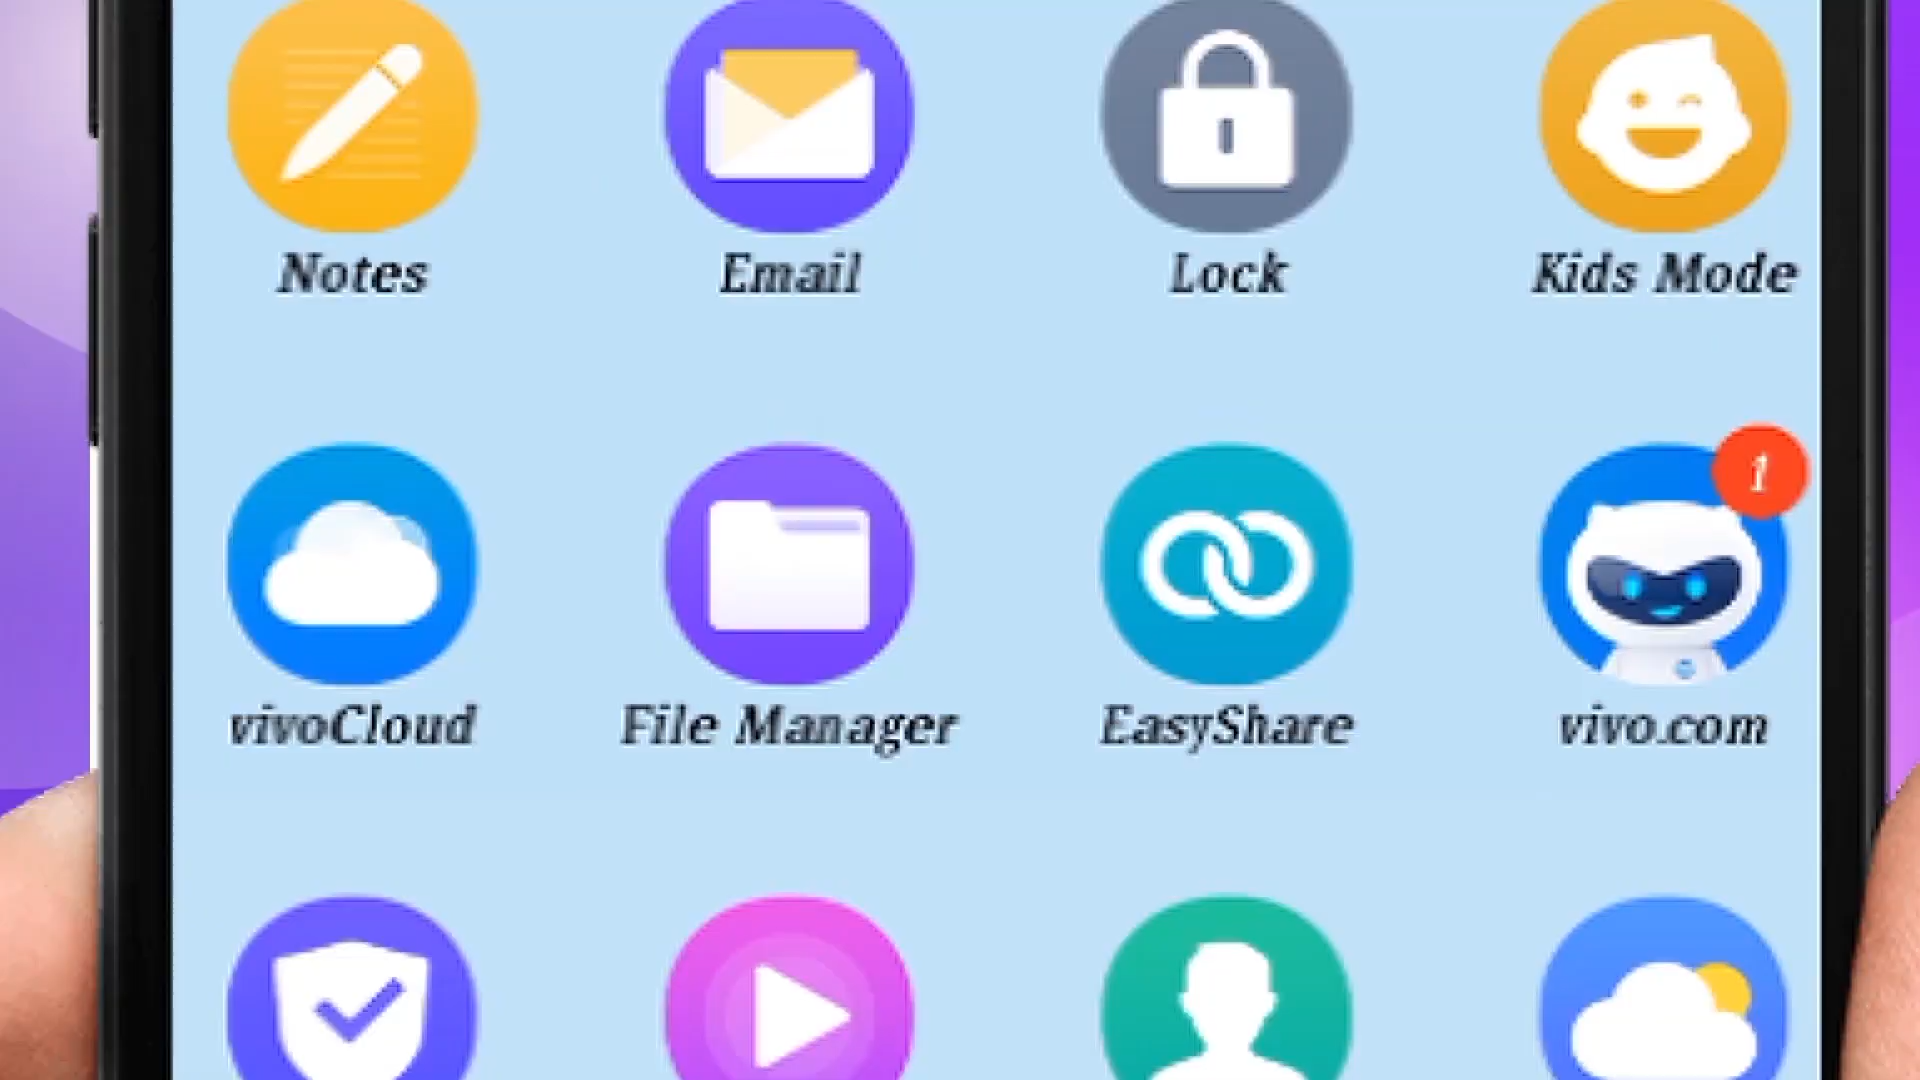 Notes
Email
Lock
Kids Mode
1
vivoCloud
File Manager
EasyShare
vivo.com